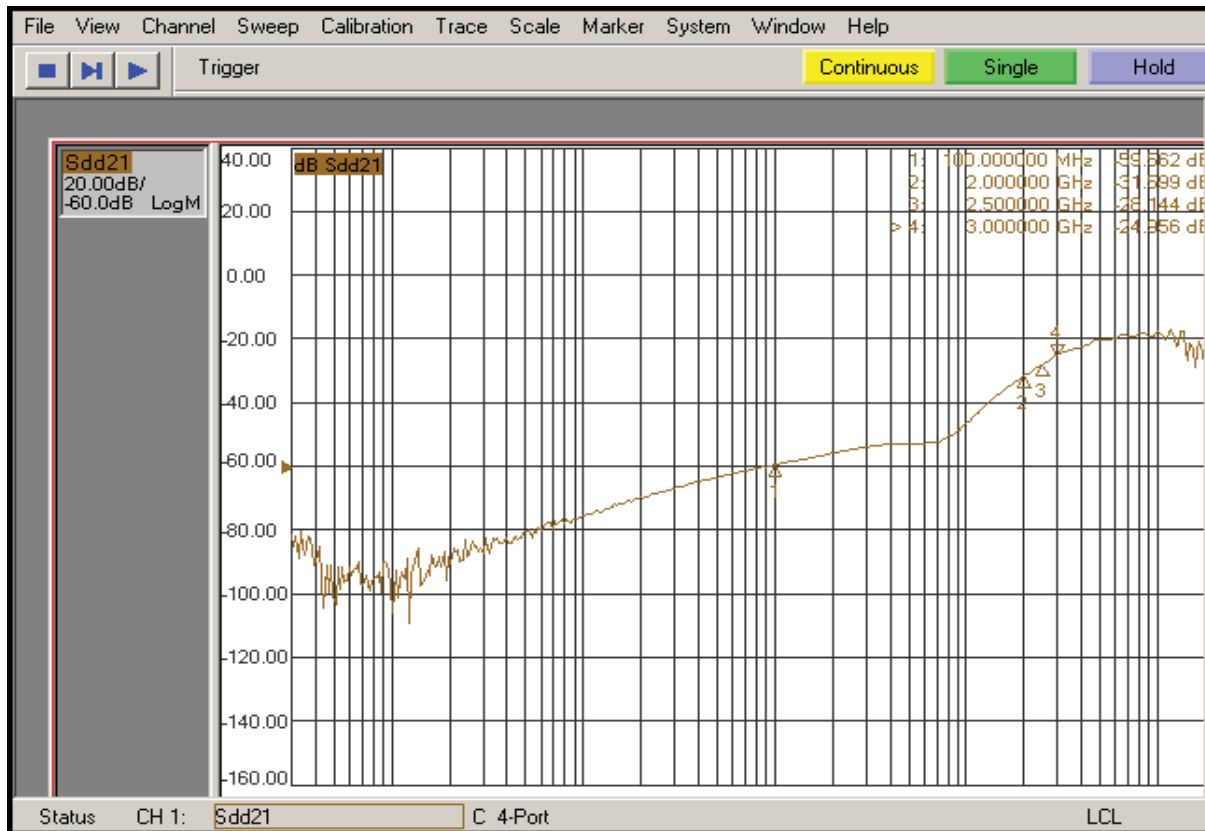 File View Channel Sweep Calibration Trace Scale Marker System Window Help
Trigger
Continuous Single Hold
Sdd21
20.00dB/
-60.0dB LogM
dB Sdd21
40.00
20.00
0.00
-20.00
-40.00
-60.00
-80.00
-100.00
-120.00
-140.00
-160.00
1: 100.000000 MHz -59.562 dB
2: 2.000000 GHz -31.599 dB
3: 2.500000 GHz -28.144 dB
> 4: 3.000000 GHz -24.956 dB
4
3
2
1
Status CH 1: Sdd21 C 4-Port LCL